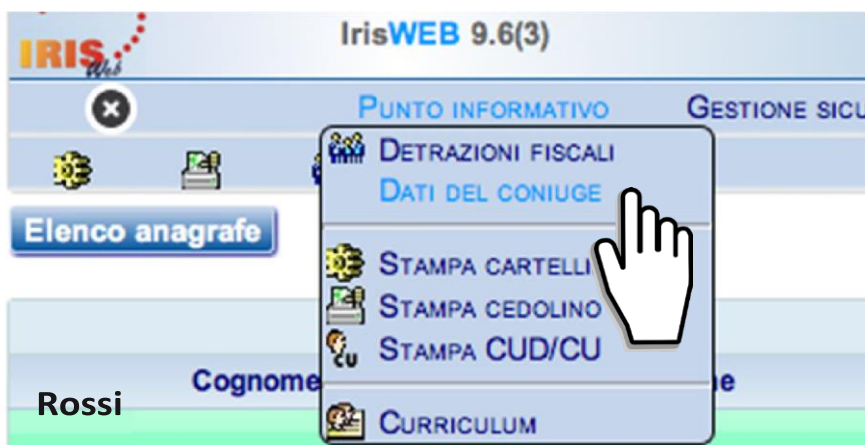 IRIS
Web
IrisWEB 9.6(3)
PUNTO INFORMATIVO GESTIONE SICU
DETRAZIONI FISCALI
DATI DEL CONIUGE
Elenco anagrafe
STAMPA CARTELLI
STAMPA CEDOLINO
CU STAMPA CUD/CU
Cognome e
Rossi
CURRICULUM